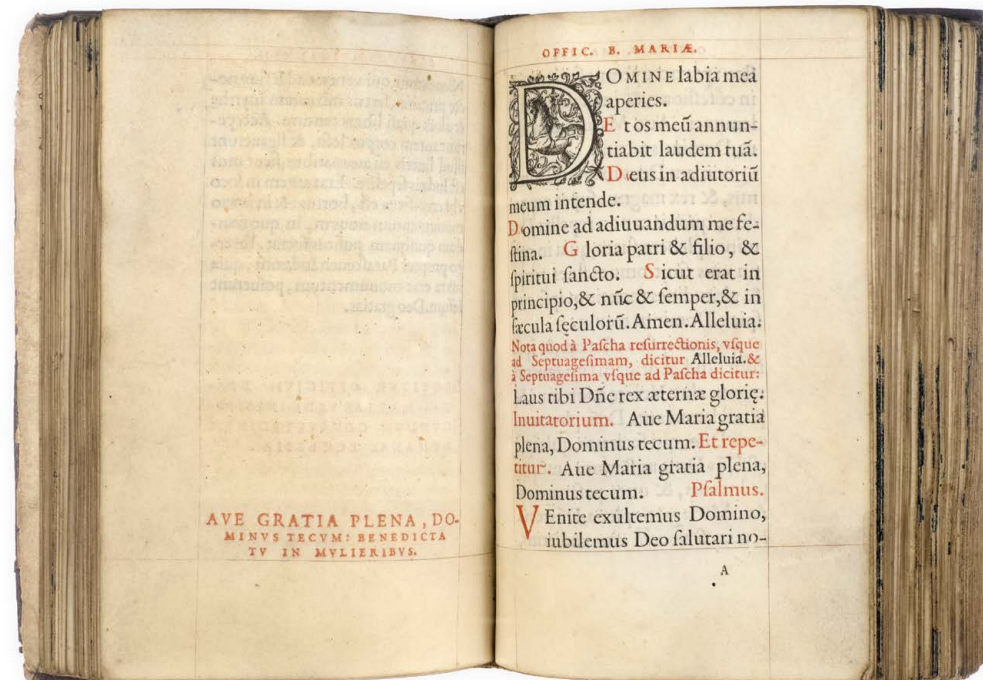 AVE GRATIA PLENA, DO-
MINVS TECVM: BENEDICTA
TV IN MVLIERIBVS.
OFFIC. B. MARIÆ.
DOMINE labia mea
aperies.
Et os meũ annun-
tiabit laudem tuã.
Deus in adiutoriũ
meum intende.
Domine ad adiuuandum me fe-
ſtina. Gloria patri & filio, &
ſpiritui ſancto. Sicut erat in
principio, & nũc & ſemper, & in
ſæcula ſęculorũ. Amen. Alleluia.
Nota quod à Paſcha reſurrectionis, vſque
ad Septuageſimam, dicitur Alleluia. &
à Septuageſima vſque ad Paſcha dicitur:
Laus tibi Dñe rex æternæ glorię.
Inuitatorium. Aue Maria gratia
plena, Dominus tecum. Et repe-
titur. Aue Maria gratia plena,
Dominus tecum. Pſalmus.
VEnite exultemus Domino,
iubilemus Deo ſalutari no-
A